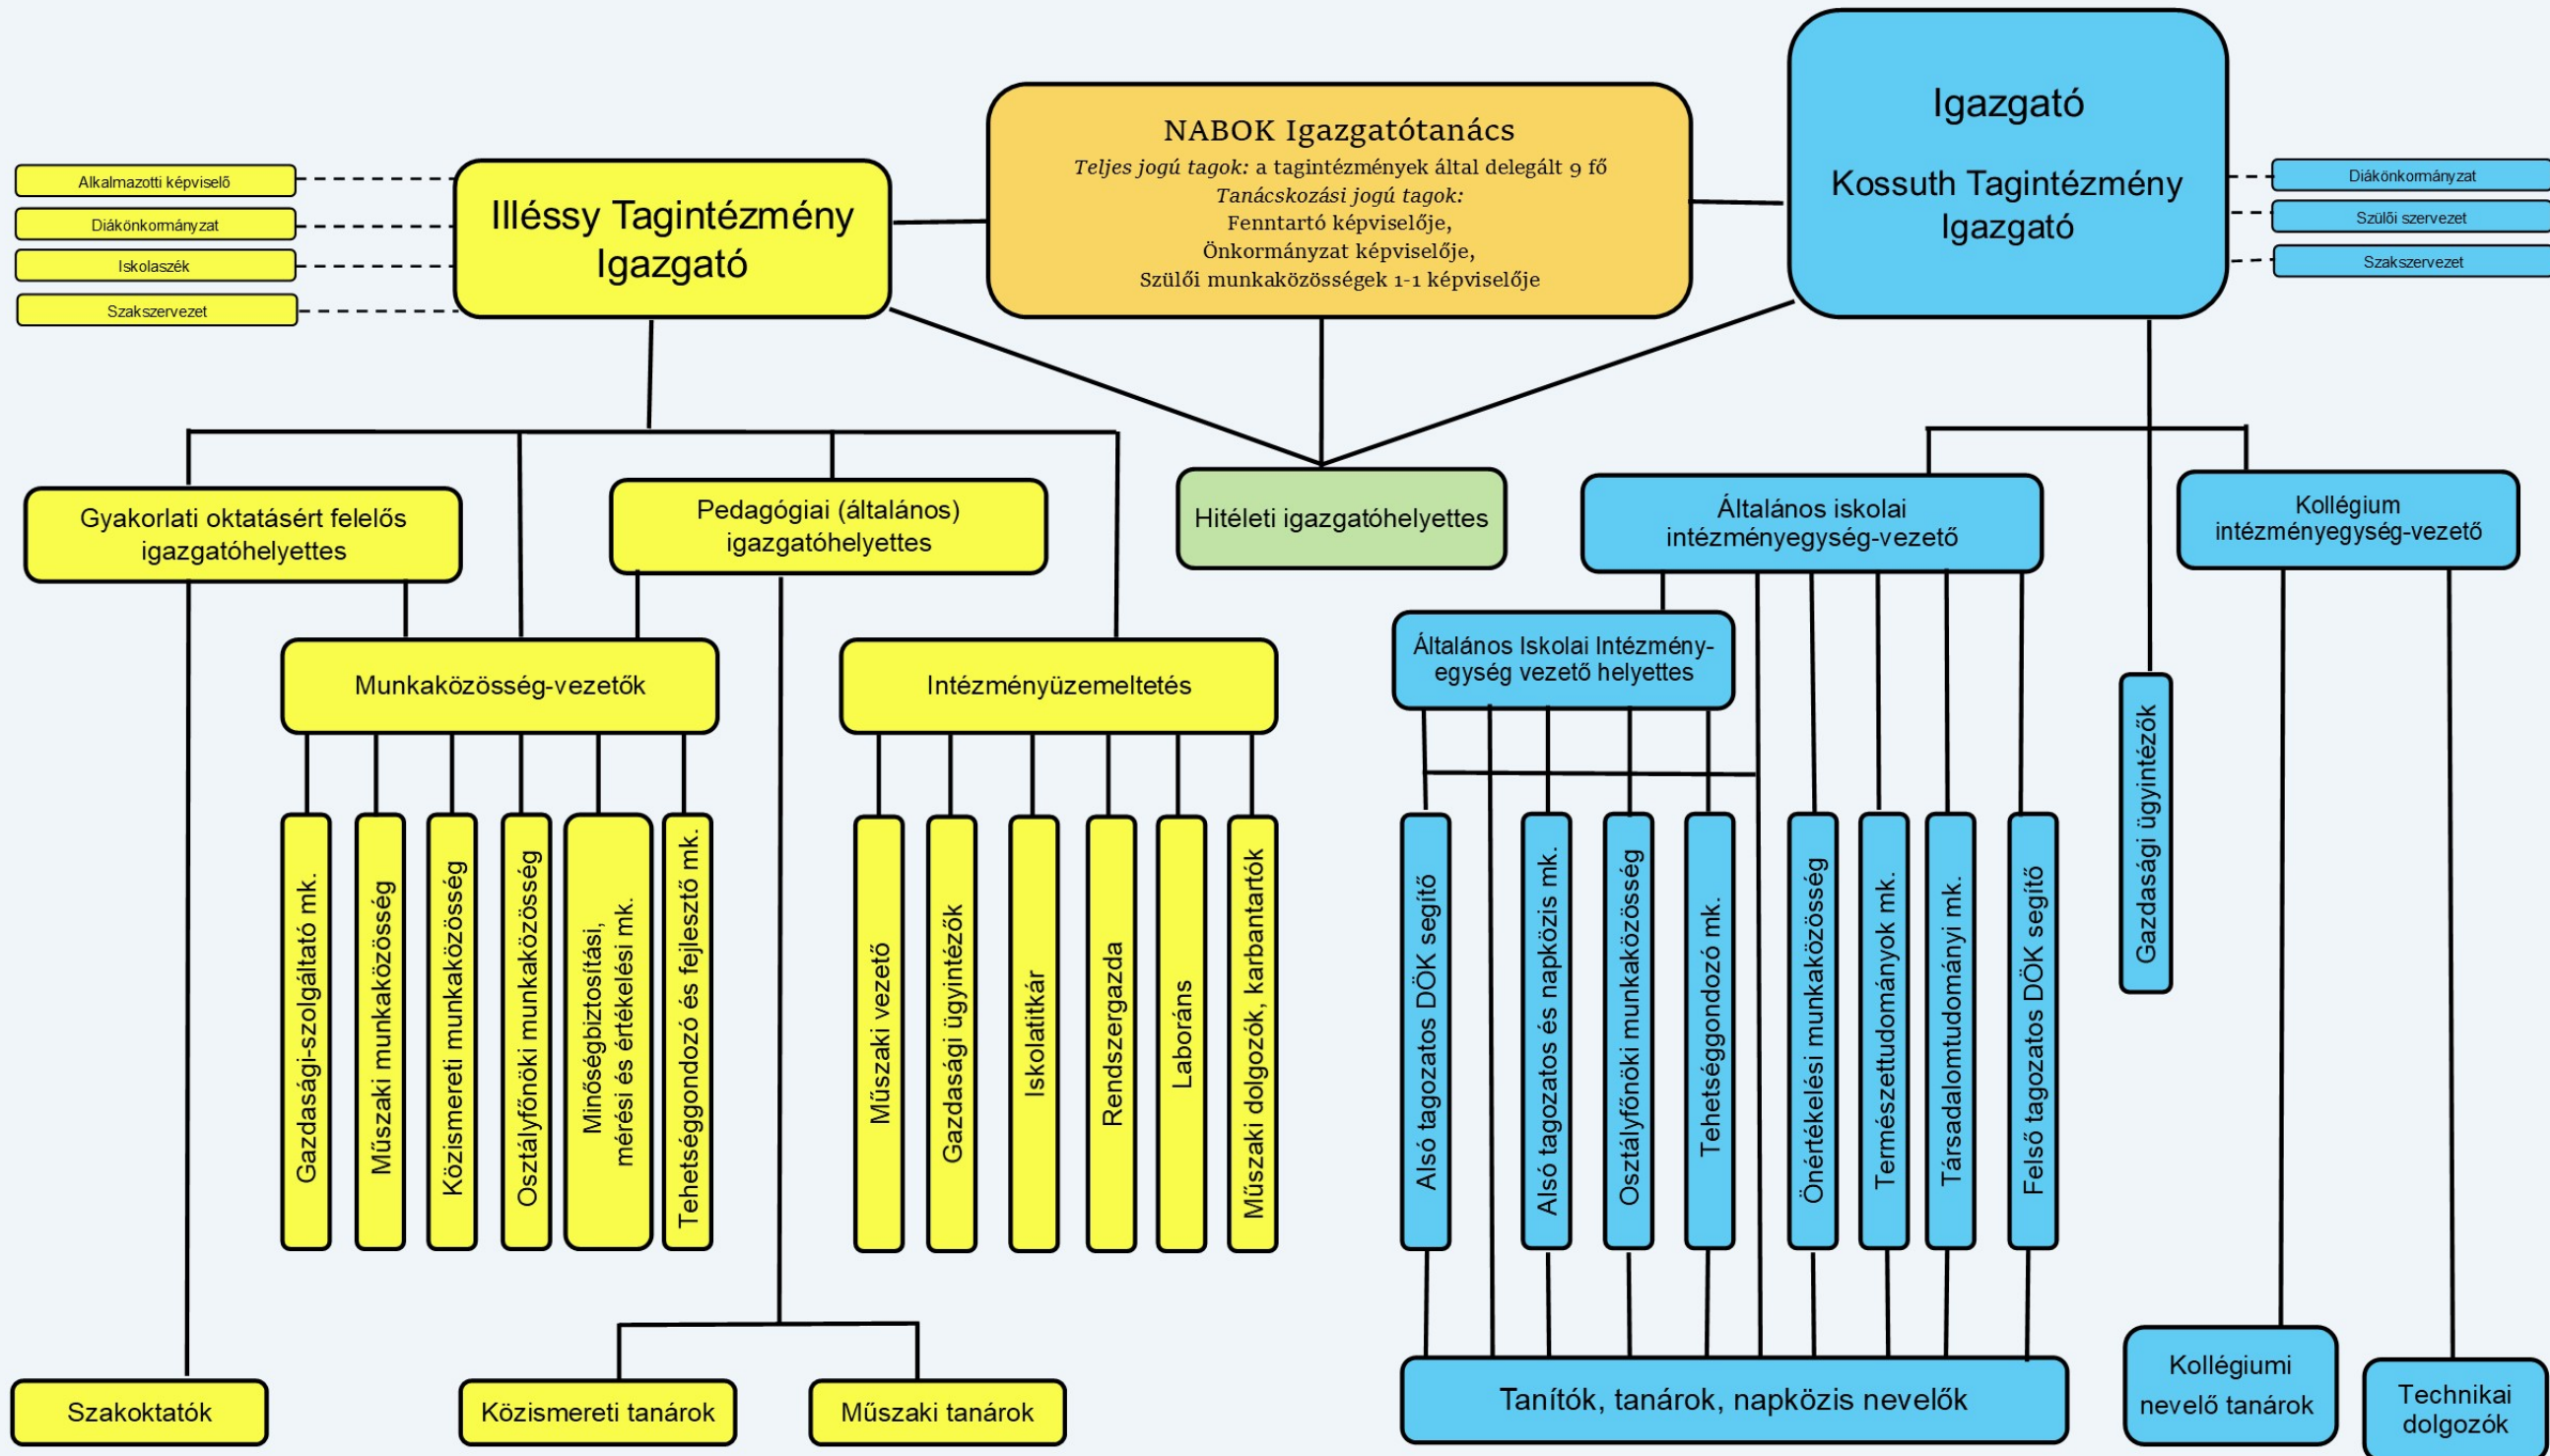 NABOK Igazgatótanács
Teljes jogú tagok: a tagintézmények által delegált 9 fő
Tanácskozási jogú tagok:
Fenntartó képviselője,
Önkormányzat képviselője,
Szülői munkaközösségek 1-1 képviselője
Igazgató
Kossuth Tagintézmény
Igazgató
Illéssy Tagintézmény
Igazgató
Alkalmazotti képviselő
Diákönkormányzat
Iskolaszék
Szakszervezet
Diákönkormányzat
Szülői szervezet
Szakszervezet
Gyakorlati oktatásért felelős
igazgatóhelyettes
Pedagógiai (általános)
igazgatóhelyettes
Hitéleti igazgatóhelyettes
Általános iskolai
intézményegység-vezető
Kollégium
intézményegység-vezető
Munkaközösség-vezetők
Intézményüzemeltetés
Általános Iskolai Intézmény-
egység vezető helyettes
Gazdasági ügyintézők
Gazdasági-szolgáltató mk.
Műszaki munkaközösség
Közismereti munkaközösség
Osztályfőnöki munkaközösség
Minőségbiztosítási,
mérési és értékelési mk.
Tehetséggondozó és fejlesztő mk.
Műszaki vezető
Gazdasági ügyintézők
Iskolatitkár
Rendszergazda
Laboráns
Műszaki dolgozók, karbantartók
Alsó tagozatos DÖK segítő
Alsó tagozatos és napközis mk.
Osztályfőnöki munkaközösség
Tehetséggondozó mk.
Önértékelési munkaközösség
Természettudományok mk.
Társadalomtudományi mk.
Felső tagozatos DÖK segítő
Szakoktatók
Közismereti tanárok
Műszaki tanárok
Tanítók, tanárok, napközis nevelők
Kollégiumi
nevelő tanárok
Technikai
dolgozók